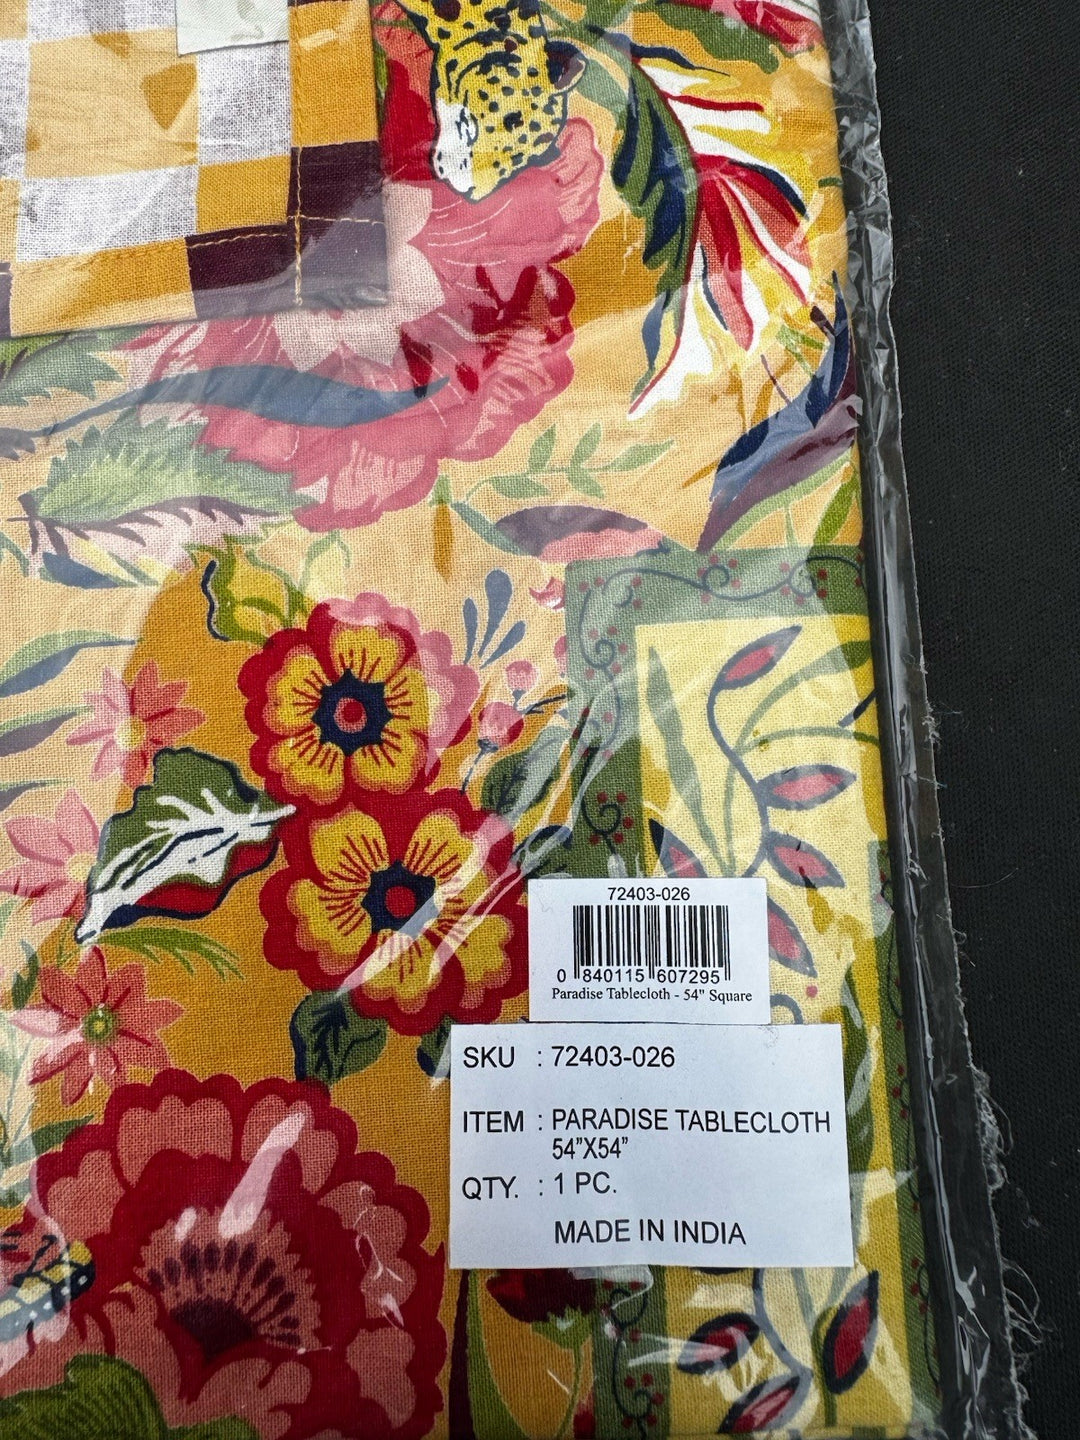 72403-026
0 840115 607295
Paradise Tablecloth - 54" Square
SKU : 72403-026
ITEM : PARADISE TABLECLOTH
54”X54”
QTY. : 1 PC.
MADE IN INDIA